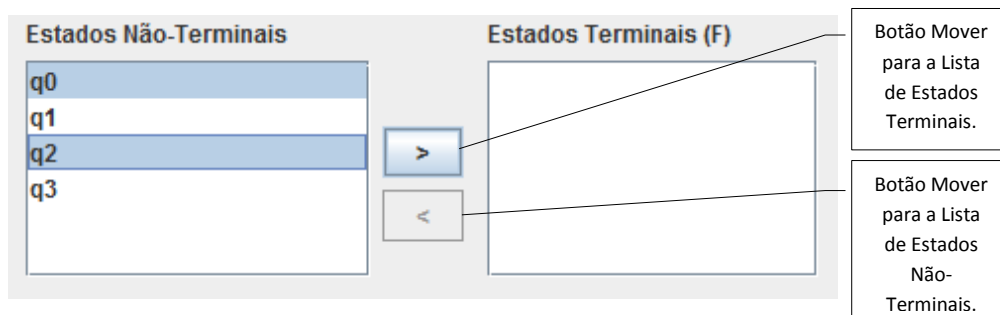 Estados Não-Terminais
q0
q1
q2
q3
>
<
Estados Terminais (F)
Botão Mover
para a Lista
de Estados
Terminais.
Botão Mover
para a Lista
de Estados
Não-
Terminais.